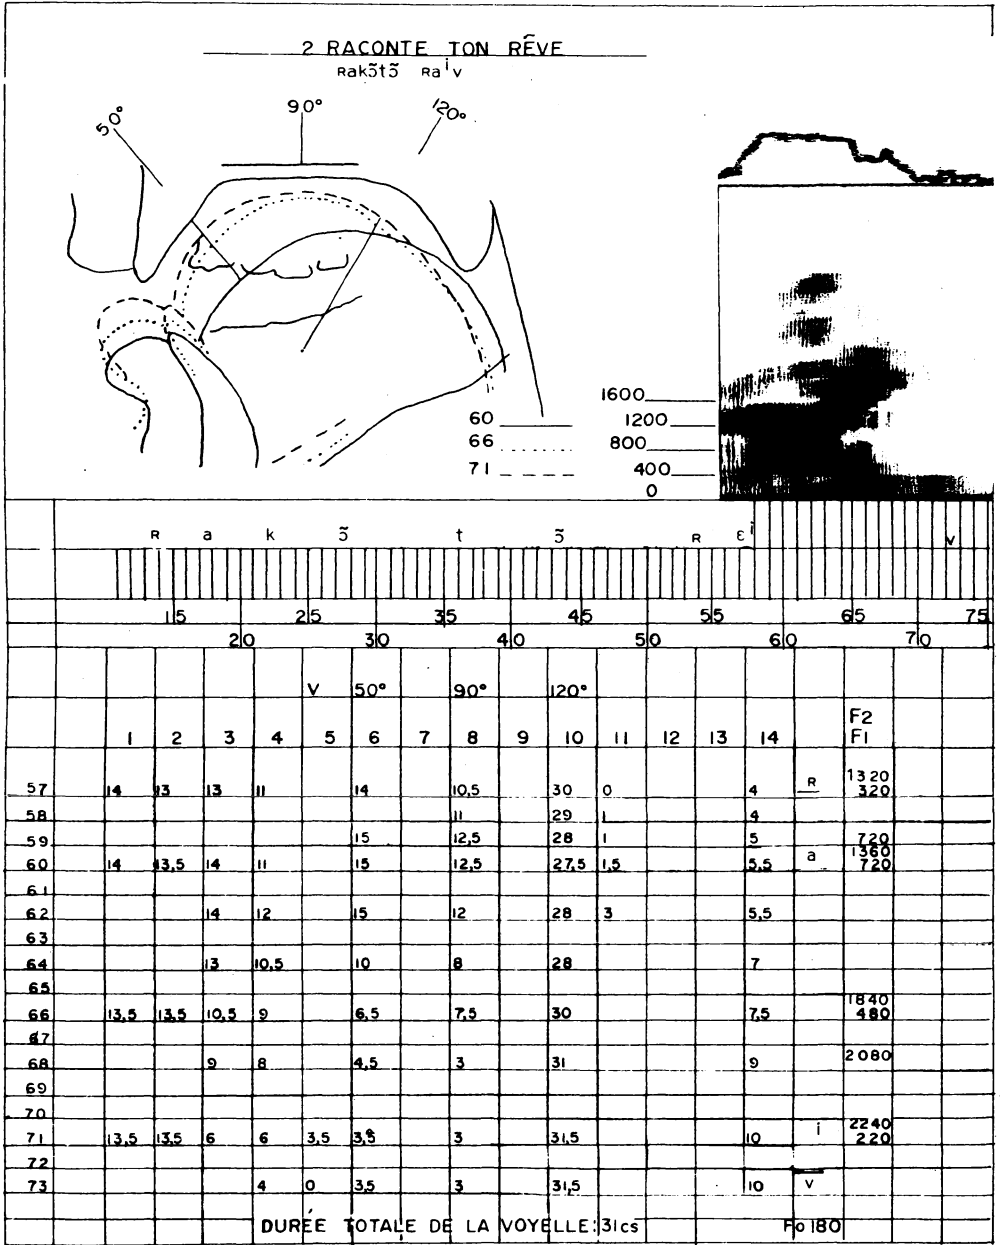 2 RACONTE TON RÊVE
Rakɔ̃tɔ̃ Raⁱv
50° 90° 120°
1600
60 1200
66 800
71 400
0
R a k ɔ̃ t ɔ̃ R ɛⁱ v
15 25 35 45 55 65 75
20 30 40 50 60 70
V 50° 90° 120°
F2
1 2 3 4 5 6 7 8 9 10 11 12 13 14 F1
57 14 13 13 11 14 10,5 30 0 4 R 1320 320
58 11 29 1 4
59 15 12,5 28 1 5 720
60 14 13,5 14 11 15 12,5 27,5 1,5 5,5 a 1360 720
61
62 14 12 15 12 28 3 5,5
63
64 13 10,5 10 8 28 7
65
66 13,5 13,5 10,5 9 6,5 7,5 30 7,5 1840 480
67
68 9 8 4,5 3 31 9 2080
69
70
71 13,5 13,5 6 6 3,5 3,5 3 31,5 10 i 2240 220
72
73 4 0 3,5 3 31,5 10 v
DURÉE TOTALE DE LA VOYELLE: 31cs Fo 180